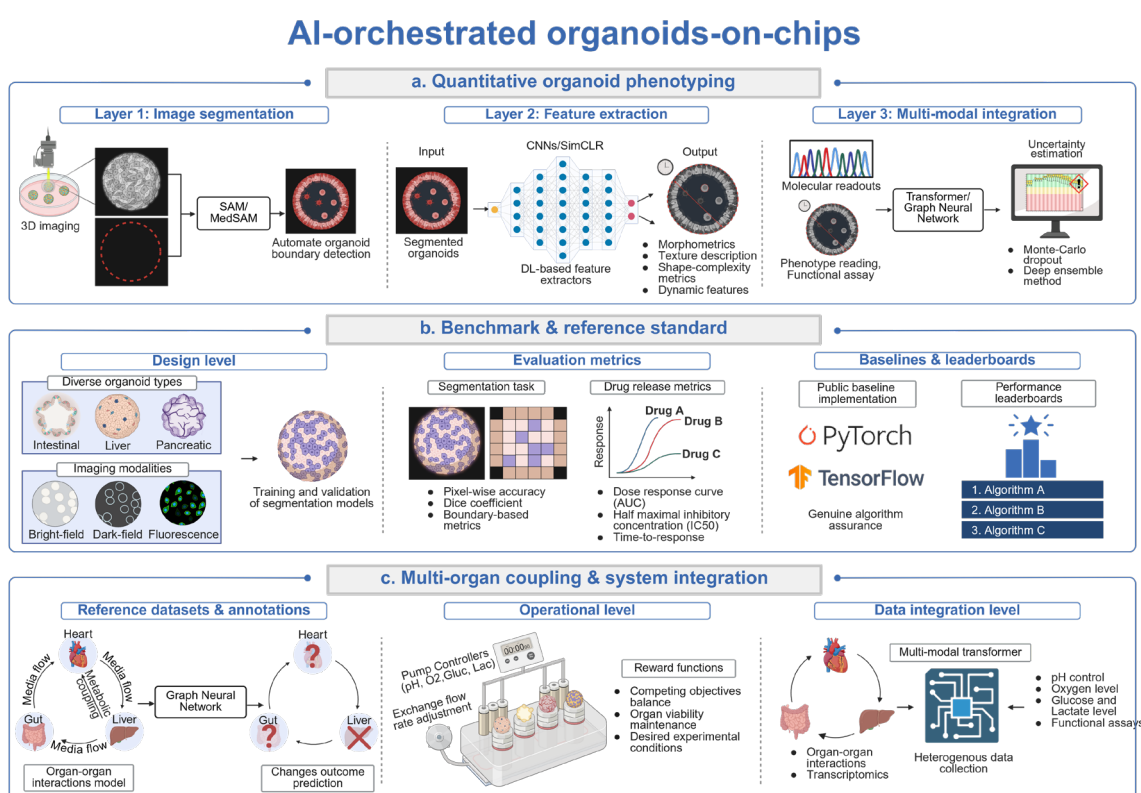 AI-orchestrated organoids-on-chips
a. Quantitative organoid phenotyping
Layer 1: Image segmentation
3D imaging
SAM/
MedSAM
Automate organoid
boundary detection
Layer 2: Feature extraction
Input
Segmented
organoids
CNNs/SimCLR
DL-based feature
extractors
Output
● Morphometrics
● Texture description
● Shape-complexity
metrics
● Dynamic features
Layer 3: Multi-modal integration
Molecular readouts
Phenotype reading,
Functional assay
Transformer/
Graph Neural
Network
Uncertainty
estimation
● Monte-Carlo
dropout
● Deep ensemble
method
b. Benchmark & reference standard
Design level
Diverse organoid types
Intestinal
Liver
Pancreatic
Imaging modalities
Bright-field
Dark-field
Fluorescence
Training and validation
of segmentation models
Evaluation metrics
Segmentation task
● Pixel-wise accuracy
● Dice coefficient
● Boundary-based
metrics
Drug release metrics
Response
Drug A
Drug B
Drug C
● Dose response curve
(AUC)
● Half maximal inhibitory
concentration (IC50)
● Time-to-response
Baselines & leaderboards
Public baseline
implementation
PyTorch
TensorFlow
Genuine algorithm
assurance
Performance
leaderboards
1. Algorithm A
2. Algorithm B
3. Algorithm C
c. Multi-organ coupling & system integration
Reference datasets & annotations
Heart
Media flow
Media flow
Metabolic
coupling
Gut
Liver
Media flow
Organ-organ
interactions model
Graph Neural
Network
Heart
?
Gut
?
Liver
Changes outcome
prediction
Operational level
Pump Controllers
(pH, O2,Gluc, Lac)
Exchange flow
rate adjustment
00:00
Reward functions
● Competing objectives
balance
● Organ viability
maintenance
● Desired experimental
conditions
Data integration level
● Organ-organ
interactions
● Transcriptomics
Multi-modal transformer
Heterogenous data
collection
● pH control
● Oxygen level
● Glucose and
Lactate level
● Functional assays